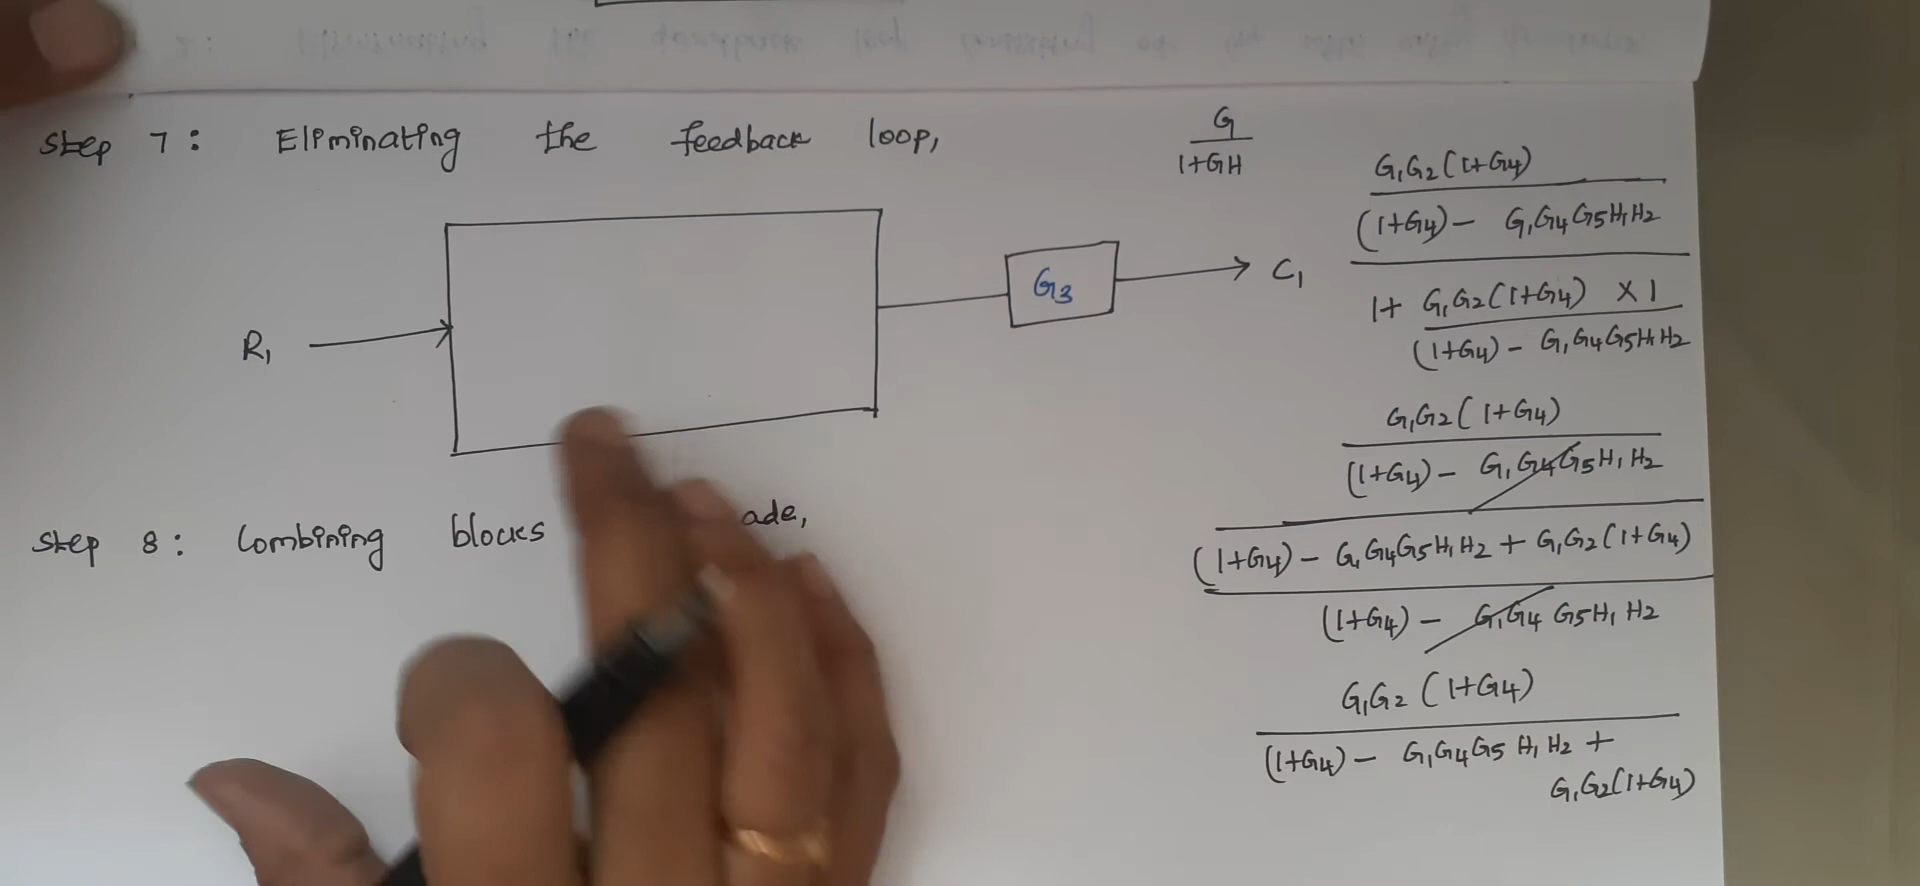 Step 7: Eliminating the feedback loop,
R₁
G₃
C₁
Step 8: Combining blocks ade,
G
1+GH
G₁G₂(1+G₄)
(1+G₄) - G₁G₄G₅H₁H₂
1+ G₁G₂(1+G₄) X 1
(1+G₄) - G₁G₄G₅H₁H₂
G₁G₂(1+G₄)
(1+G₄) - G₁G₄G₅H₁H₂
(1+G₄) - G₁G₄G₅H₁H₂ + G₁G₂(1+G₄)
(1+G₄) - G₁G₄G₅H₁H₂
G₁G₂(1+G₄)
(1+G₄) - G₁G₄G₅H₁H₂ +
G₁G₂(1+G₄)